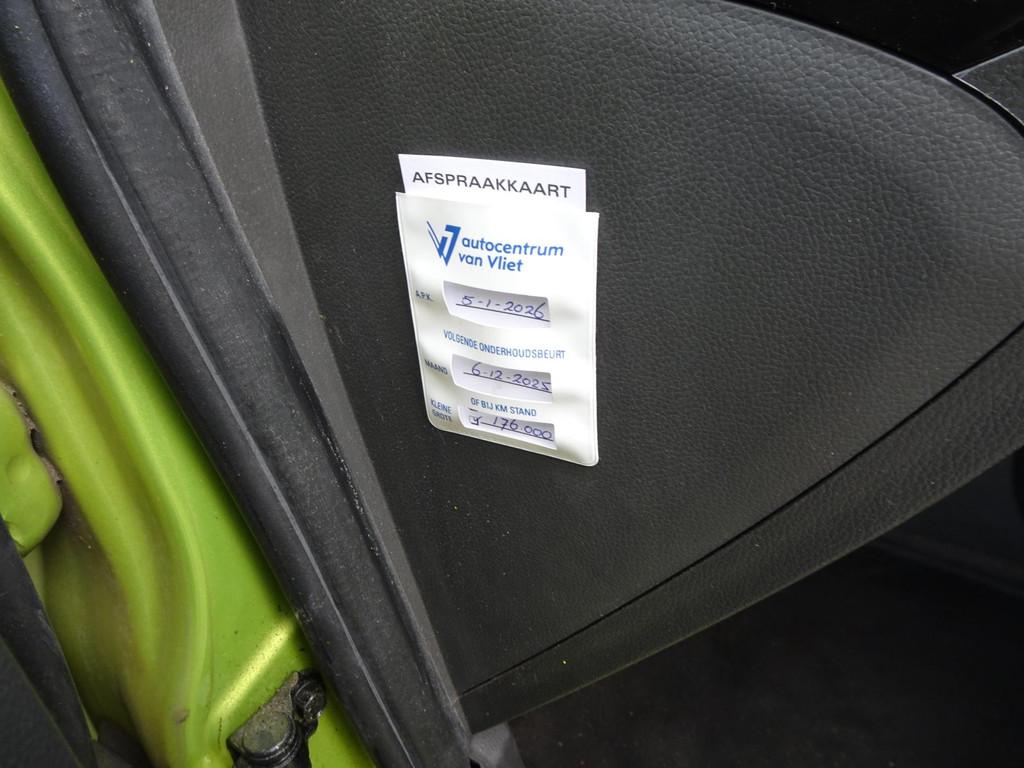 AFSPRAAKKAART
autocentrum
van Vliet
A.P.K. 5-1-2026
VOLGENDE ONDERHOUDSBEURT
MAAND 6-12-2025
OF BIJ KM STAND
KLEINE
GROTE 176.000